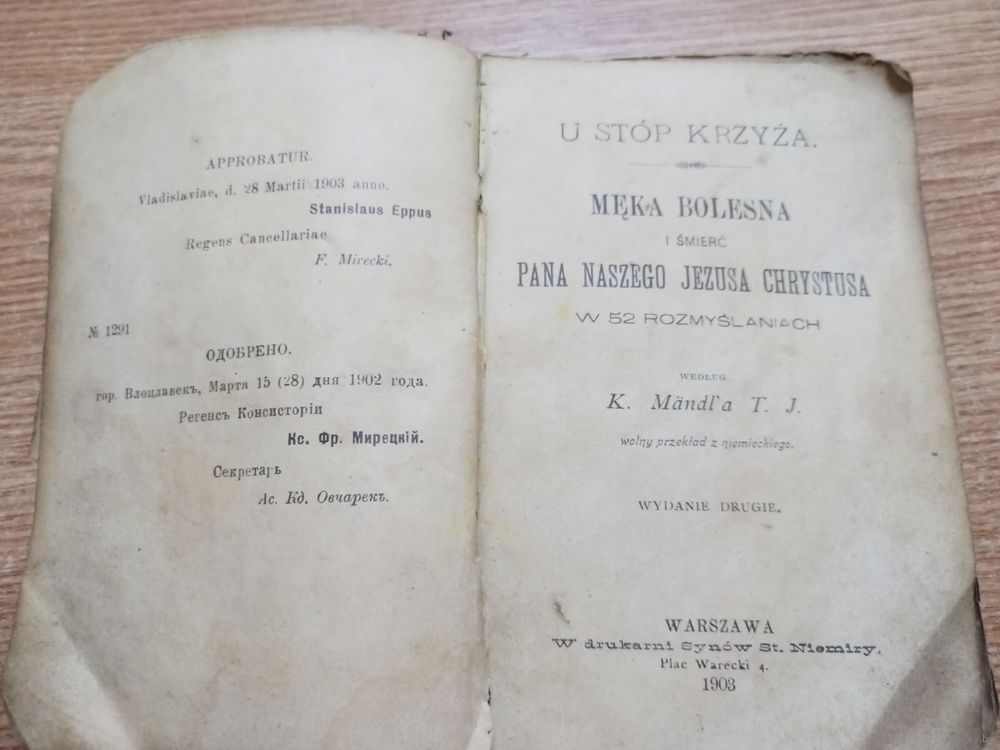 APPROBATUR.
Vladislaviae, d. 28 Martii 1903 anno.
Stanislaus Eppus
Regens Cancellariae
F. Mirecki.
№ 1291
ОДОБРЕНО.
гор. Влоцлавекъ, Марта 15 (28) дня 1902 года.
Регенсъ Консисторіи
Кс. Фр. Мирецкій.
Секретарь
Ас. Кд. Овчарекъ.
U STÓP KRZYŻA.
MĘKA BOLESNA
I ŚMIERĆ
PANA NASZEGO JEZUSA CHRYSTUSA
W 52 ROZMYŚLANIACH
WEDŁUG
K. Mändl'a T. J.
wolny przekład z niemieckiego.
WYDANIE DRUGIE.
WARSZAWA
W drukarni Synów St. Niemiry.
Plac Warecki 4.
1903